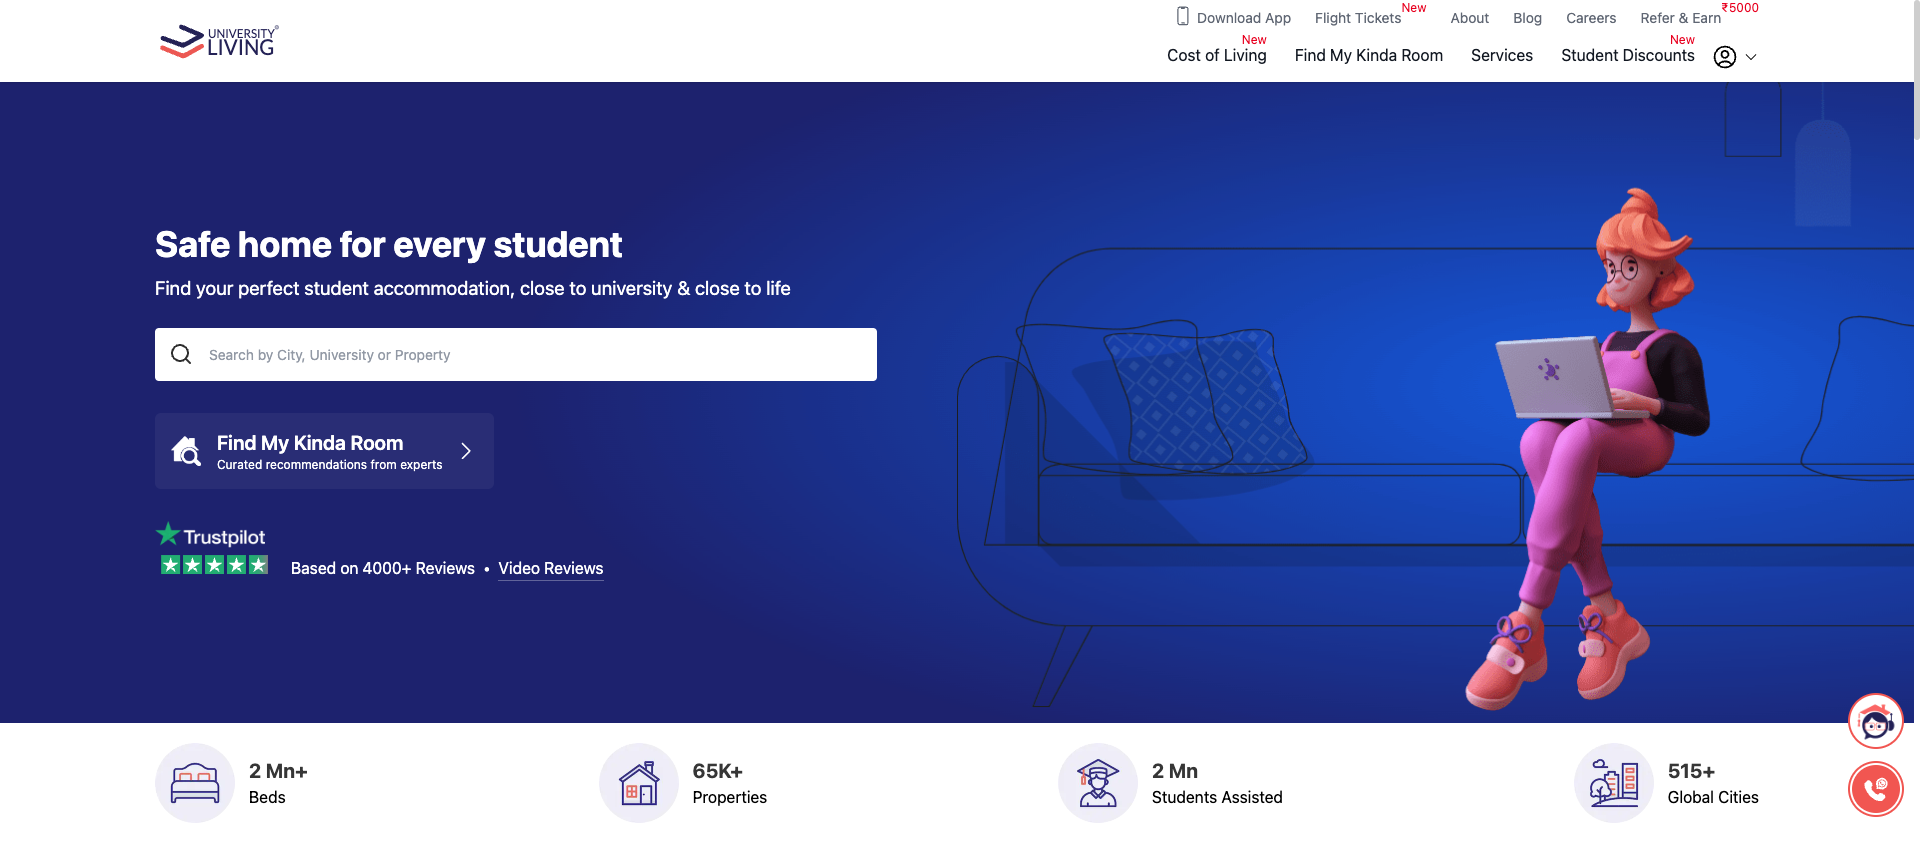 UNIVERSITY®
LIVING
Download App
Flight Tickets
New
About
Blog
Careers
Refer & Earn
₹5000
Cost of Living
New
Find My Kinda Room
Services
Student Discounts
New
Safe home for every student
Find your perfect student accommodation, close to university & close to life
Search by City, University or Property
Find My Kinda Room
Curated recommendations from experts
Trustpilot
Based on 4000+ Reviews • Video Reviews
2 Mn+
Beds
65K+
Properties
2 Mn
Students Assisted
515+
Global Cities